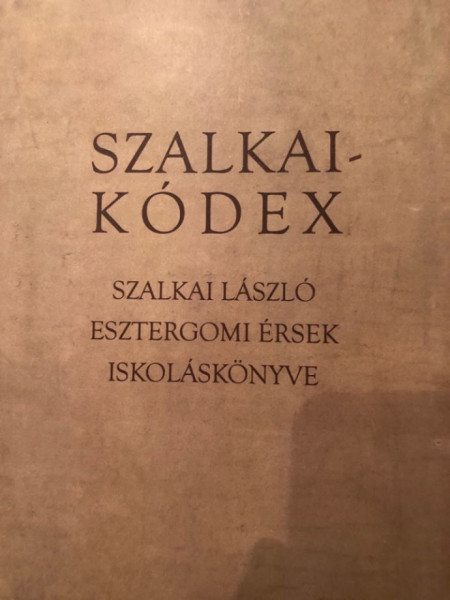 SZALKAI-
KÓDEX
SZALKAI LÁSZLÓ
ESZTERGOMI ÉRSEK
ISKOLÁSKÖNYVE